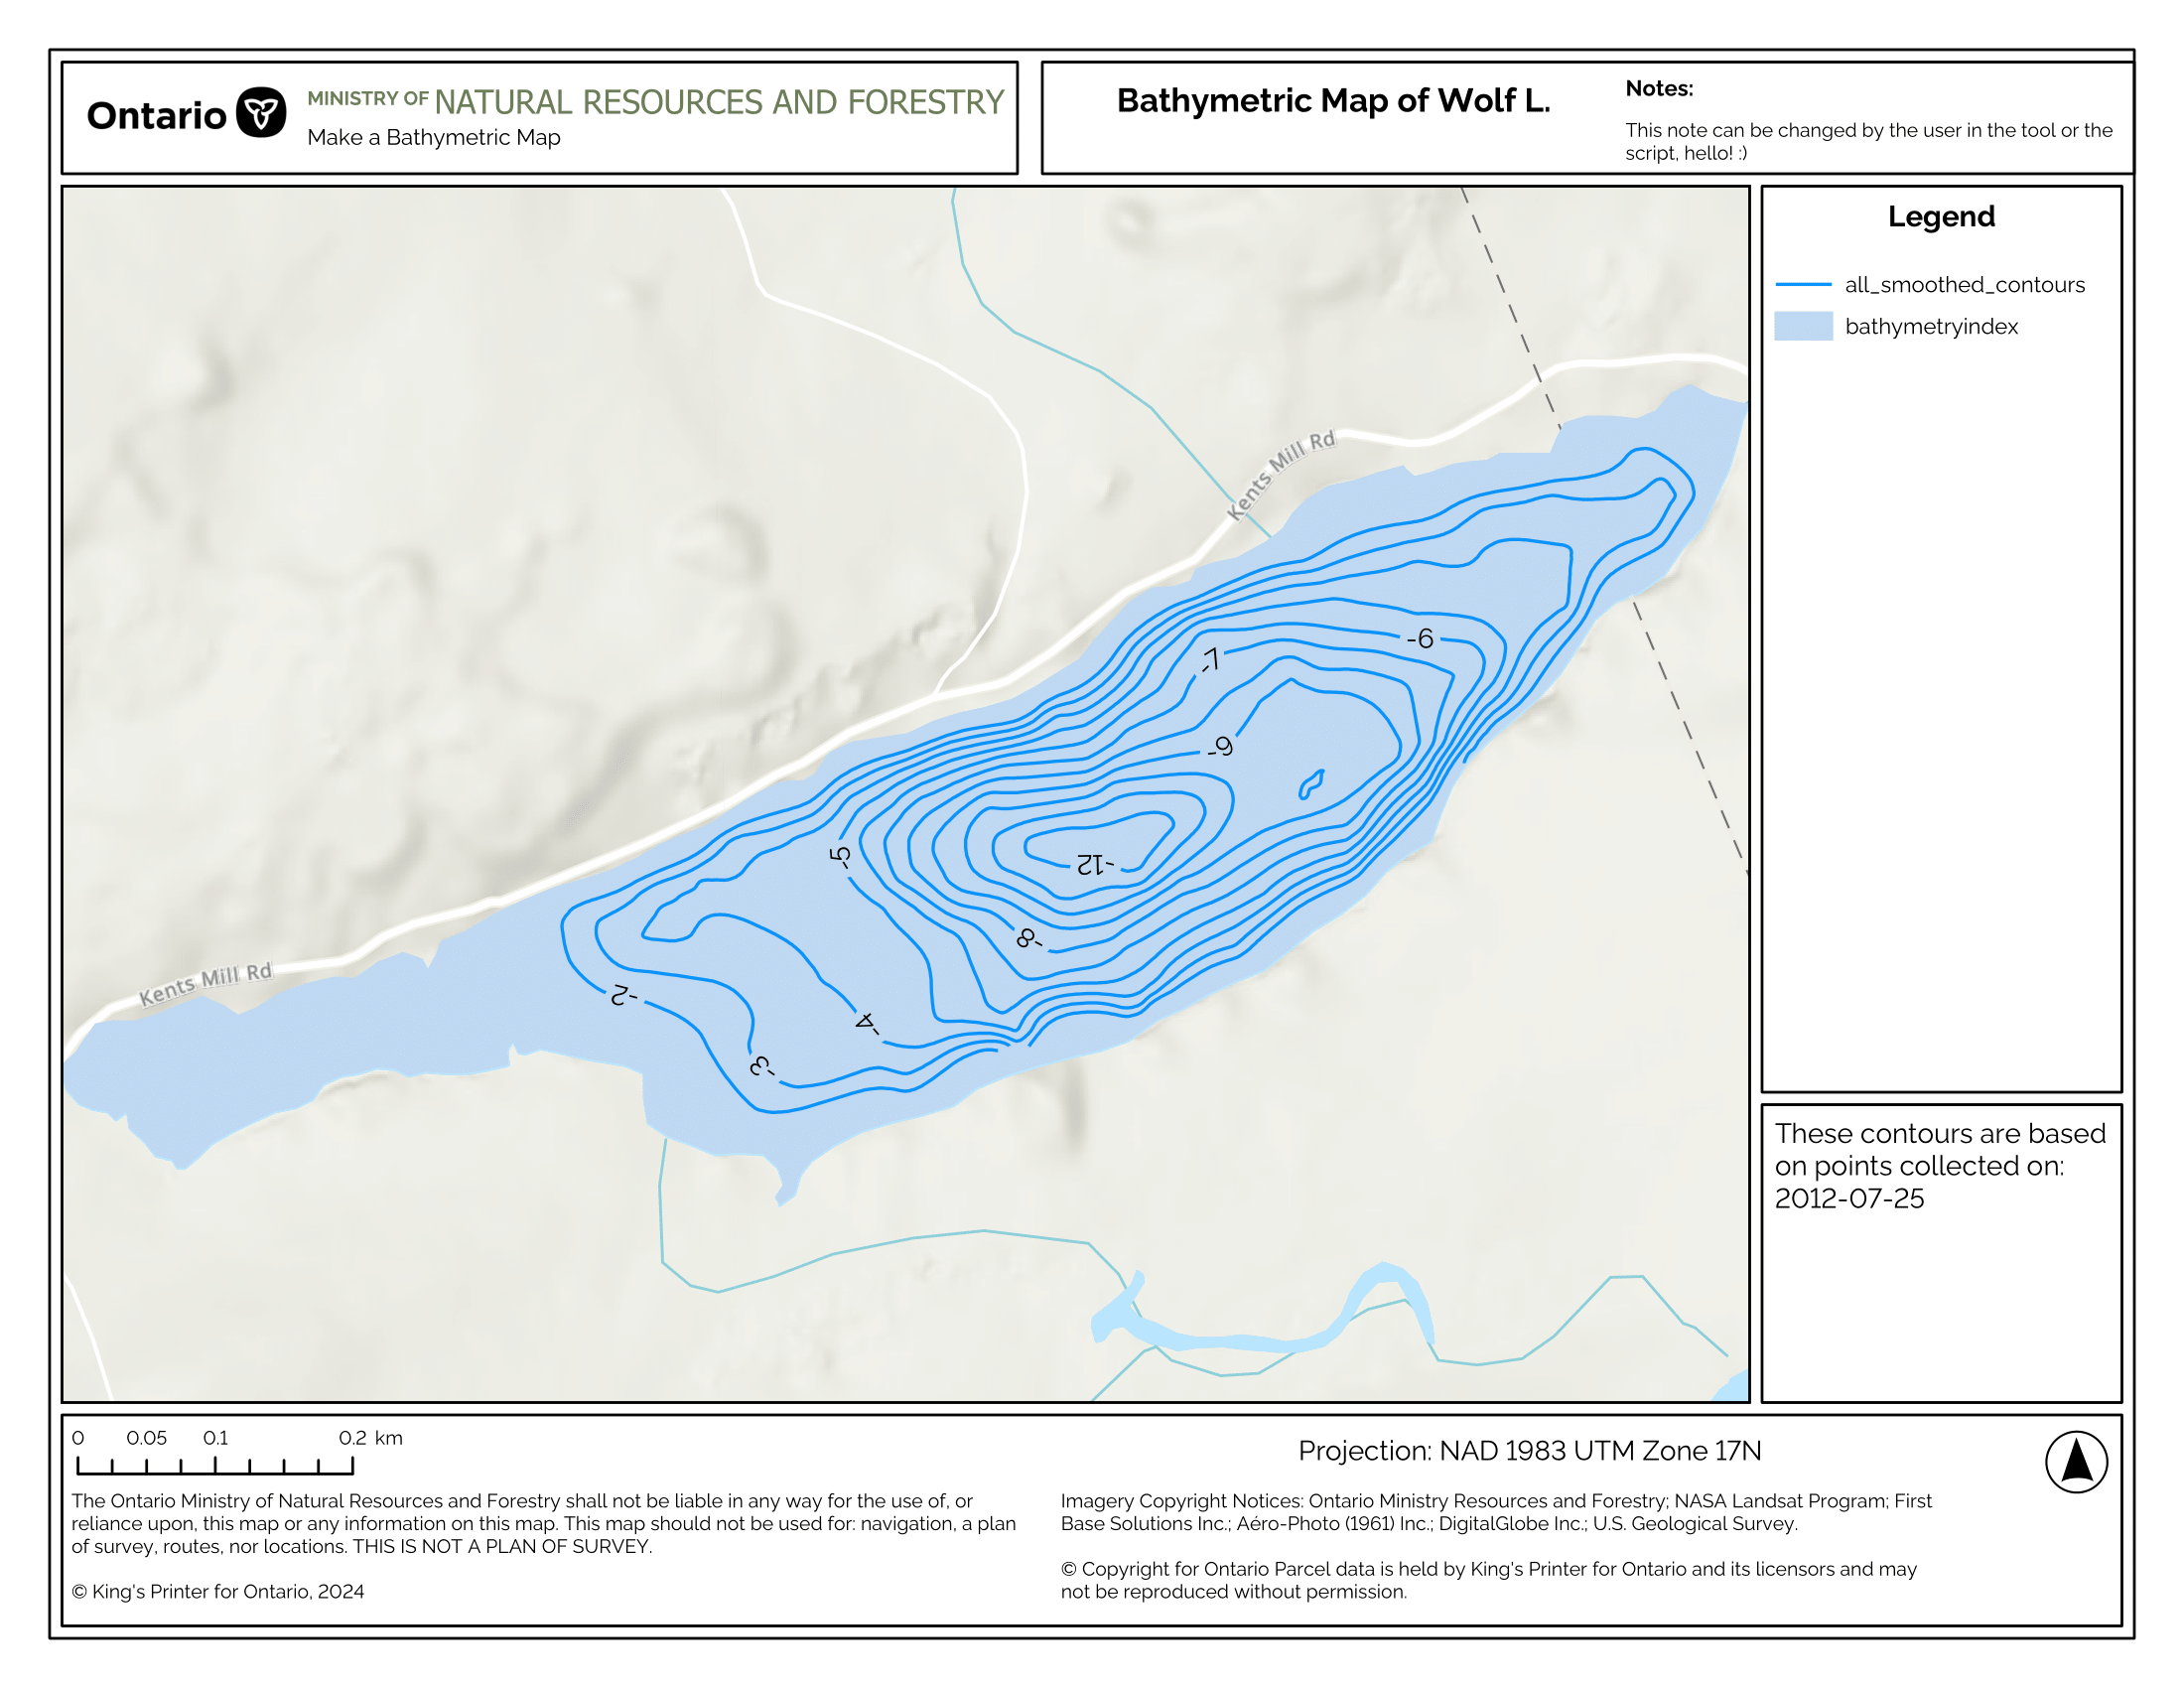 Ontario
MINISTRY OF NATURAL RESOURCES AND FORESTRY
Make a Bathymetric Map
Bathymetric Map of Wolf L.
Notes:
This note can be changed by the user in the tool or the
script, hello! :)
Kents Mill Rd
-6
-7
-9
-5
-12
-8
Kents Mill Rd
-2
-4
-3
Legend
all_smoothed_contours
bathymetryindex
These contours are based
on points collected on:
2012-07-25
0 0.05 0.1 0.2 km
The Ontario Ministry of Natural Resources and Forestry shall not be liable in any way for the use of, or
reliance upon, this map or any information on this map. This map should not be used for: navigation, a plan
of survey, routes, nor locations. THIS IS NOT A PLAN OF SURVEY.
© King's Printer for Ontario, 2024
Projection: NAD 1983 UTM Zone 17N
Imagery Copyright Notices: Ontario Ministry Resources and Forestry; NASA Landsat Program; First
Base Solutions Inc.; Aéro-Photo (1961) Inc.; DigitalGlobe Inc.; U.S. Geological Survey.
© Copyright for Ontario Parcel data is held by King's Printer for Ontario and its licensors and may
not be reproduced without permission.